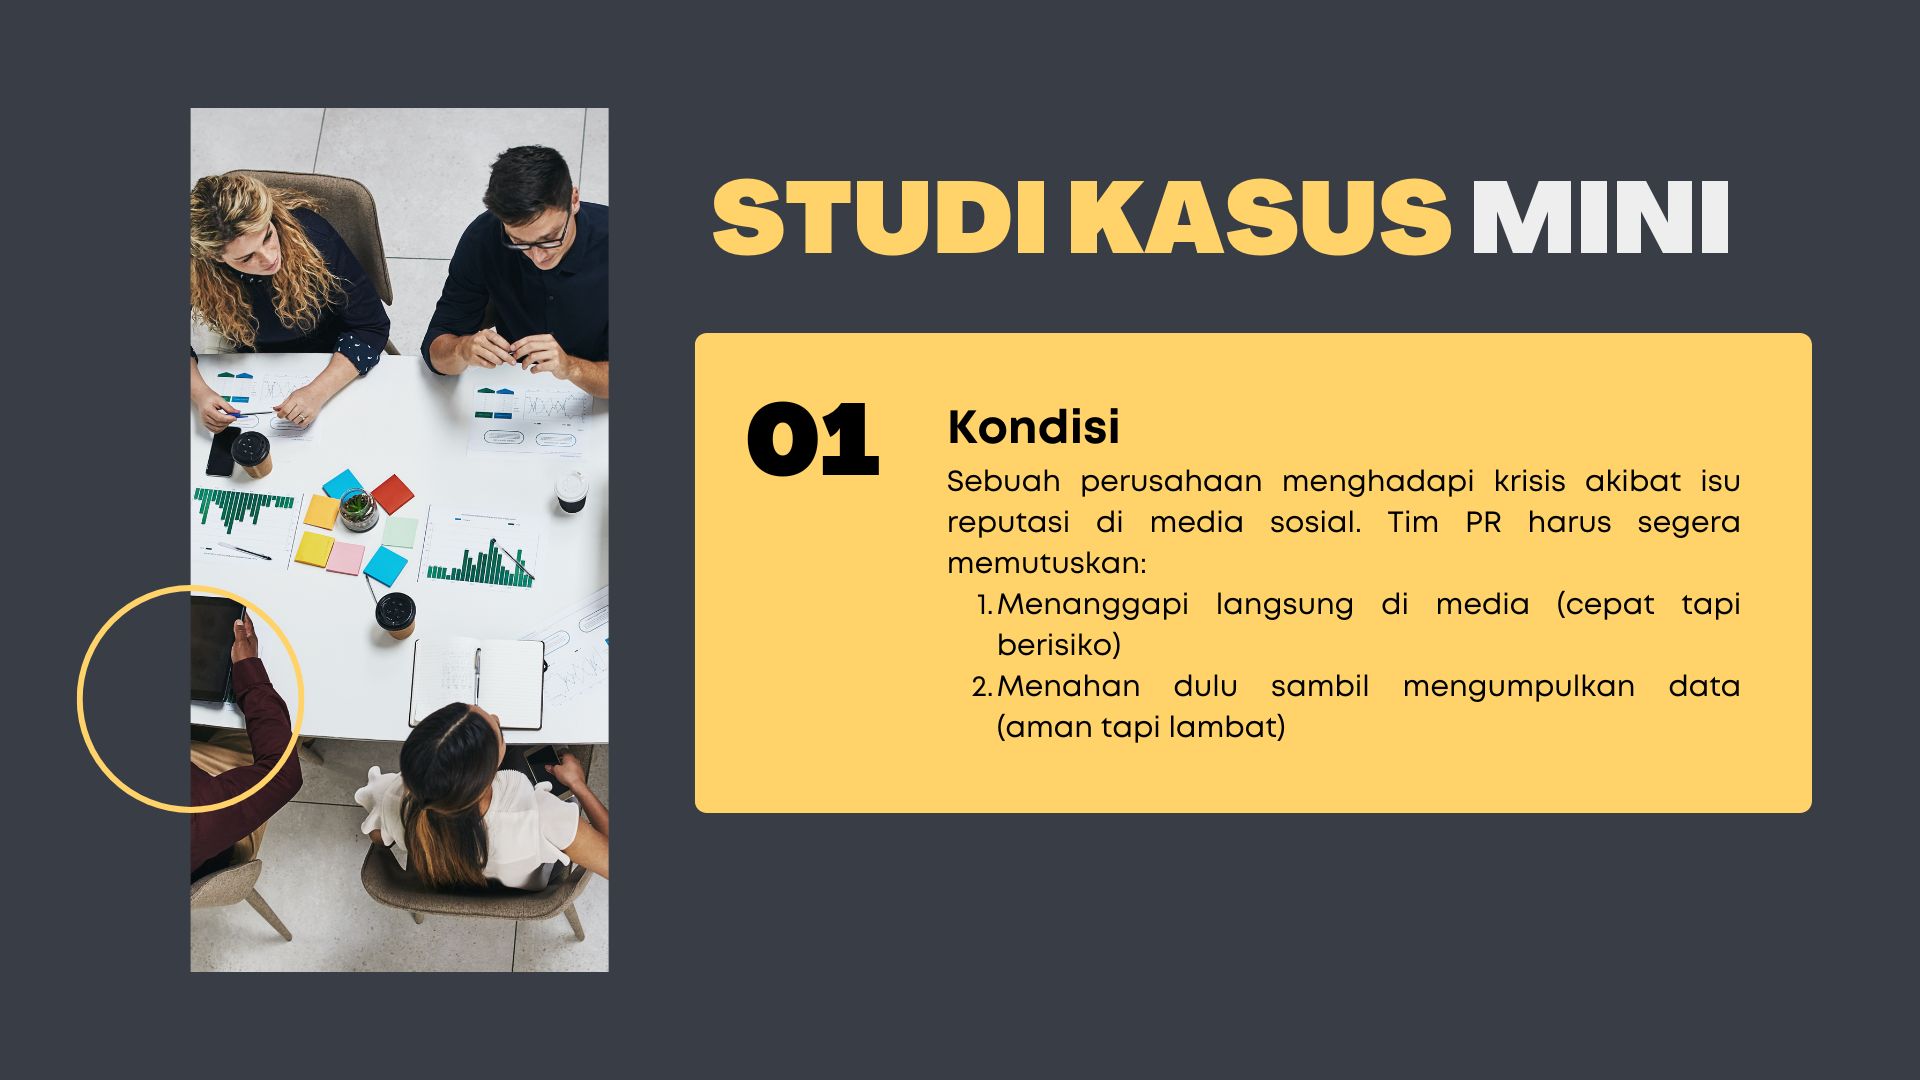 STUDI KASUS MINI
01
Kondisi
Sebuah perusahaan menghadapi krisis akibat isu
reputasi di media sosial. Tim PR harus segera
memutuskan:
1. Menanggapi langsung di media (cepat tapi
berisiko)
2. Menahan dulu sambil mengumpulkan data
(aman tapi lambat)